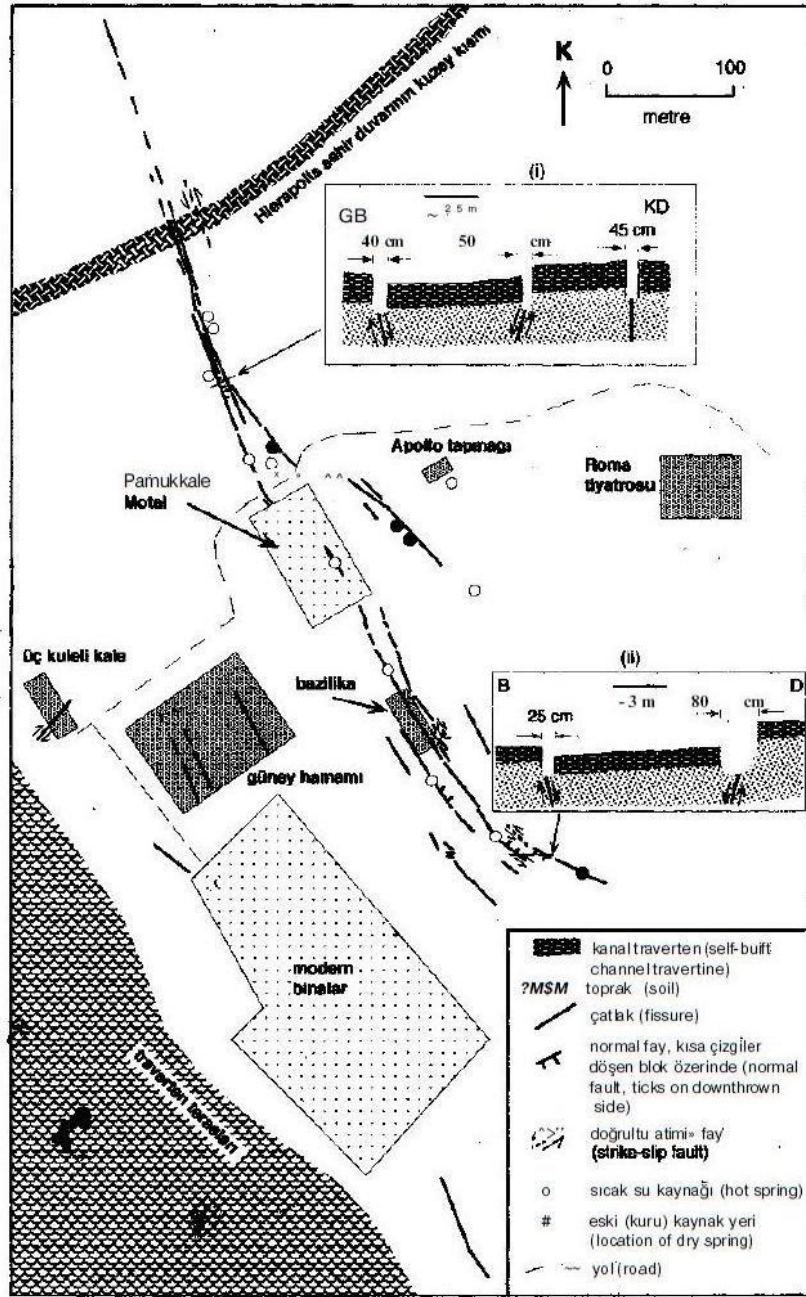 K
0 100
metre
Hierapolis şehir duvarının kuzey kısmı
(i)
GB
2.5 m
KD
40 cm
50 cm
45 cm
Apollo tapınağı
Roma
tiyatrosu
Pamukkale
Motel
üç kuleli kale
bazilika
güney hamamı
(ii)
B
~3 m
D
25 cm
80 cm
modern
binalar
traverten terasları
kanal traverten (self-built
channel travertine)
?M$M toprak (soil)
çatlak (fissure)
normal fay, kısa çizgiler
döşen blok özerinde (normal
fault, ticks on downthrown
side)
doğrultu atimi» fay
(strike-slip fault)
o sıcak su kaynağı (hot spring)
# eski (kuru) kaynak yeri
(location of dry spring)
yol (road)